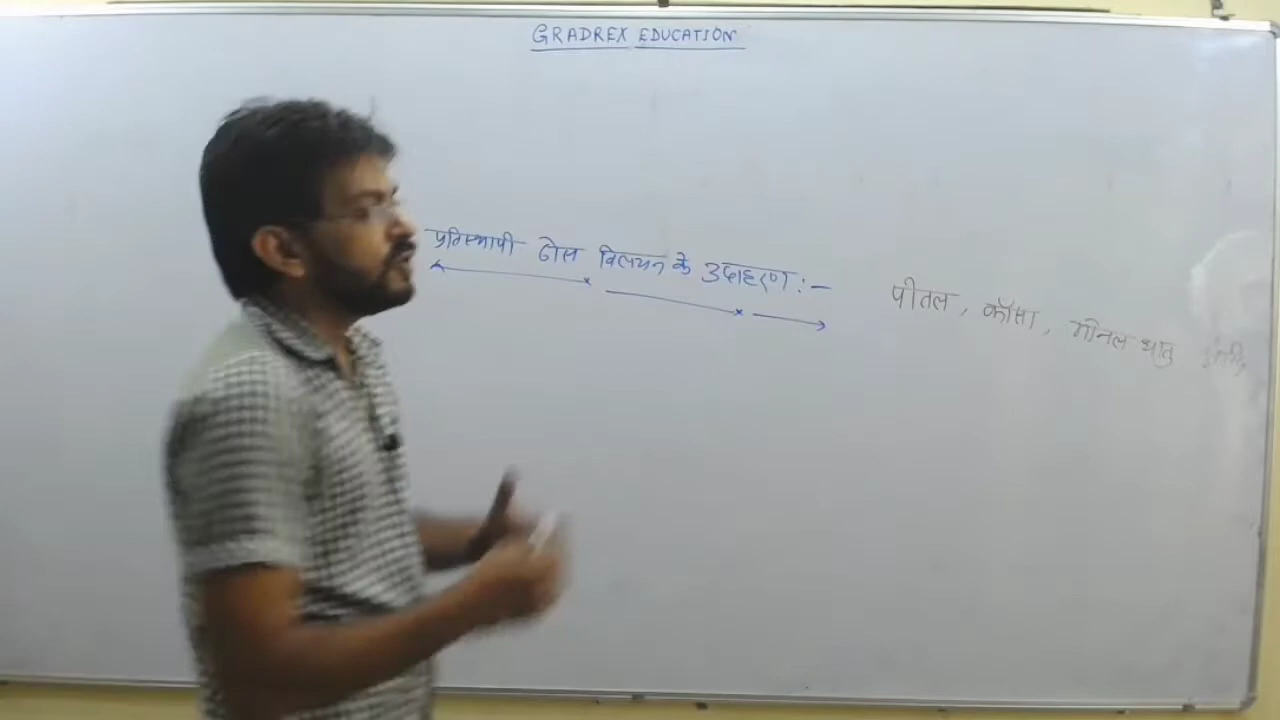 GRADREX EDUCATION
प्रतिस्थापी ठोस विलयन के उदाहरण :- पीतल, काँसा, मोनल धातु